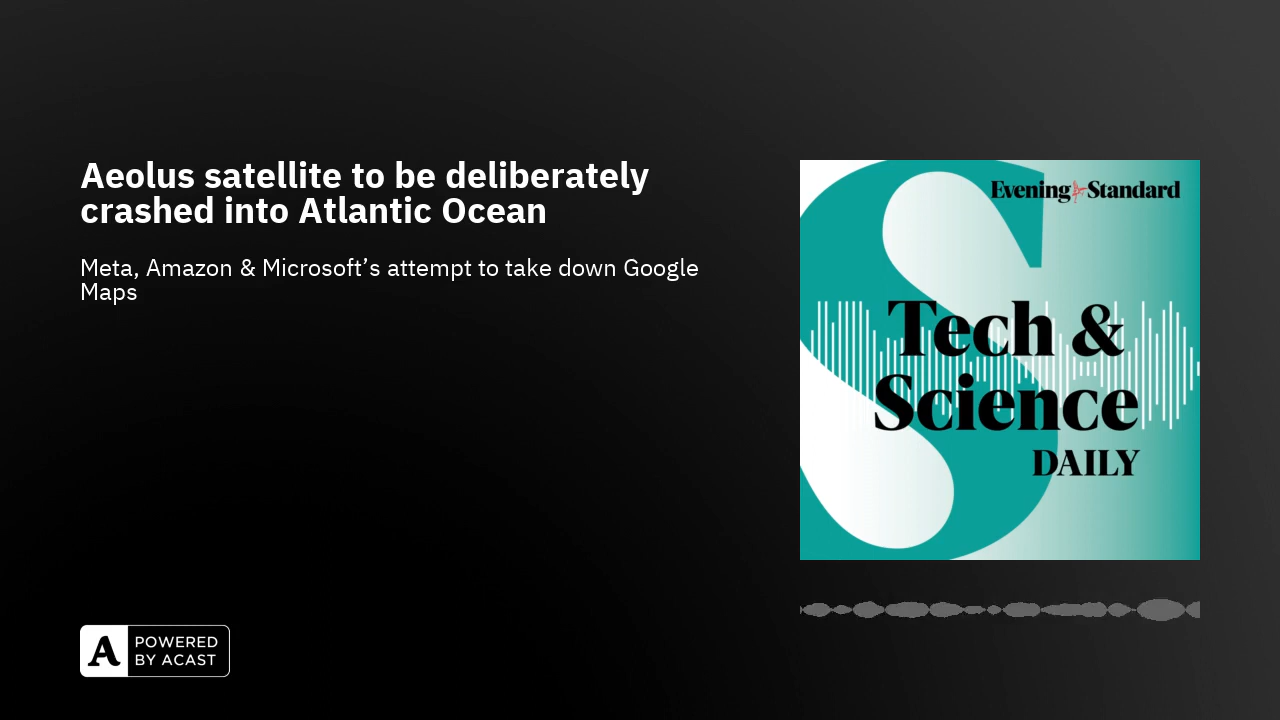 Aeolus satellite to be deliberately
crashed into Atlantic Ocean
Meta, Amazon & Microsoft’s attempt to take down Google
Maps
Evening Standard
Tech &
Science
DAILY
A
POWERED
BY ACAST